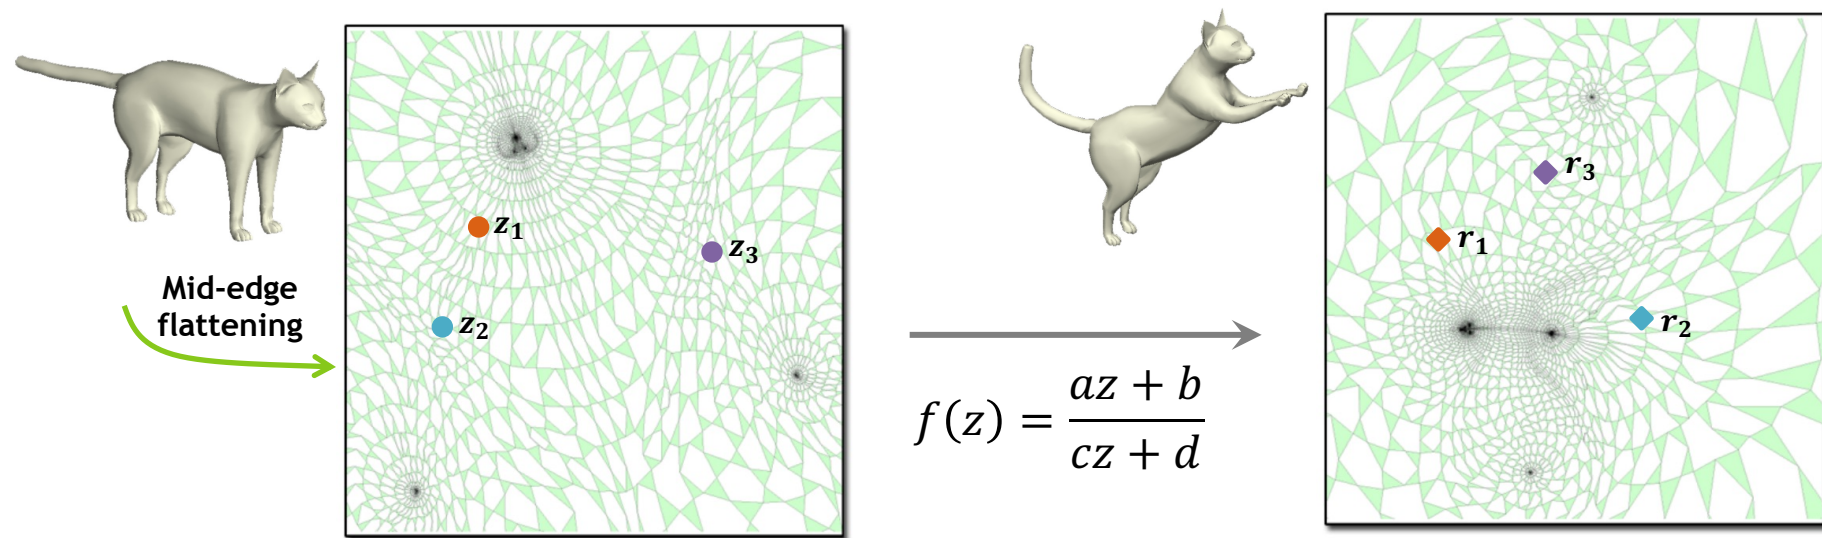 Mid-edge
flattening
z₁
z₂
z₃
f(z) = (az + b)/(cz + d)
r₃
r₁
r₂